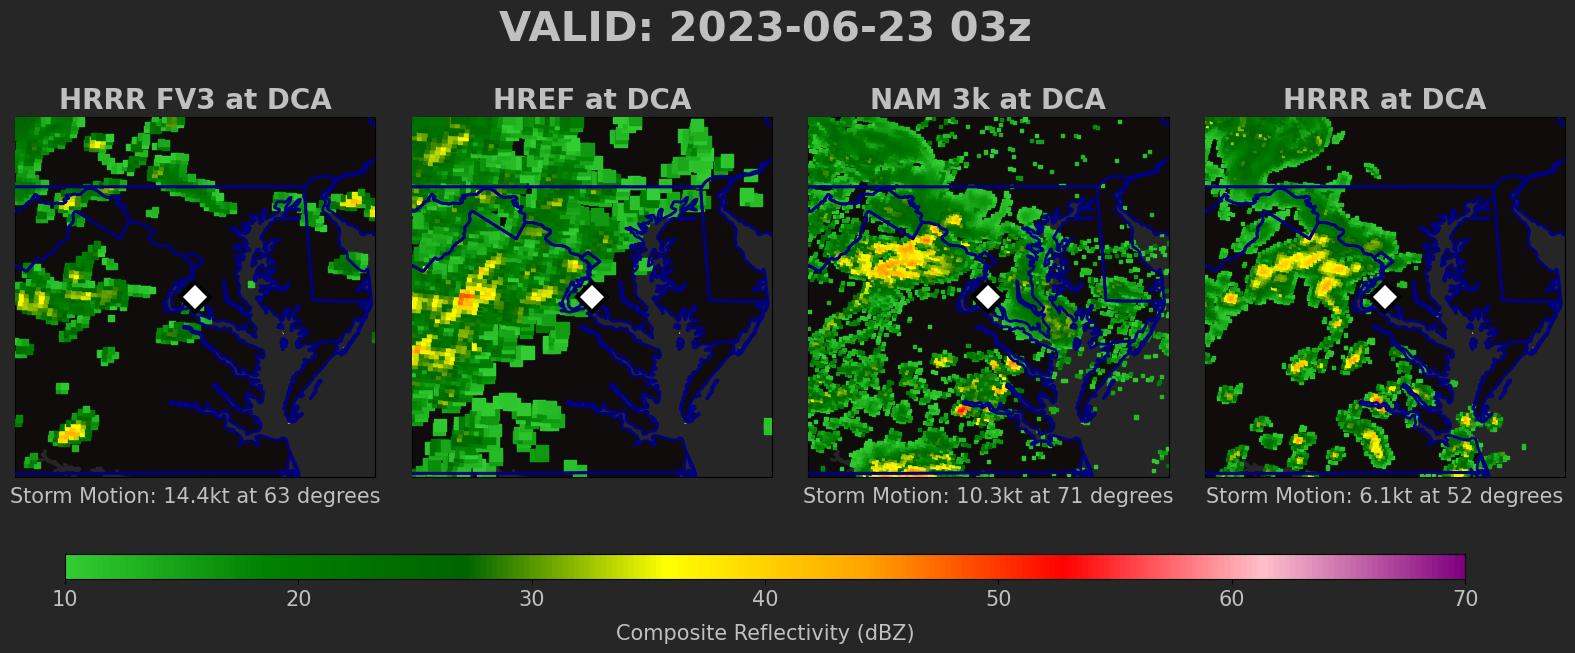 VALID: 2023-06-23 03z
HRRR FV3 at DCA
HREF at DCA
NAM 3k at DCA
HRRR at DCA
Storm Motion: 14.4kt at 63 degrees
Storm Motion: 10.3kt at 71 degrees
Storm Motion: 6.1kt at 52 degrees
10 20 30 40 50 60 70
Composite Reflectivity (dBZ)